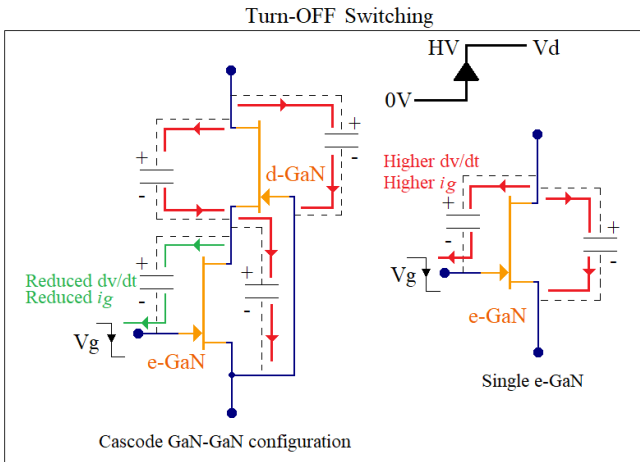 Turn-OFF Switching
HV
Vd
0V
+
-
+
-
d-GaN
Higher dv/dt
Higher ig
+
-
+
-
+
-
+
-
Reduced dv/dt
Reduced ig
Vg
Vg
e-GaN
e-GaN
Single e-GaN
Cascode GaN-GaN configuration